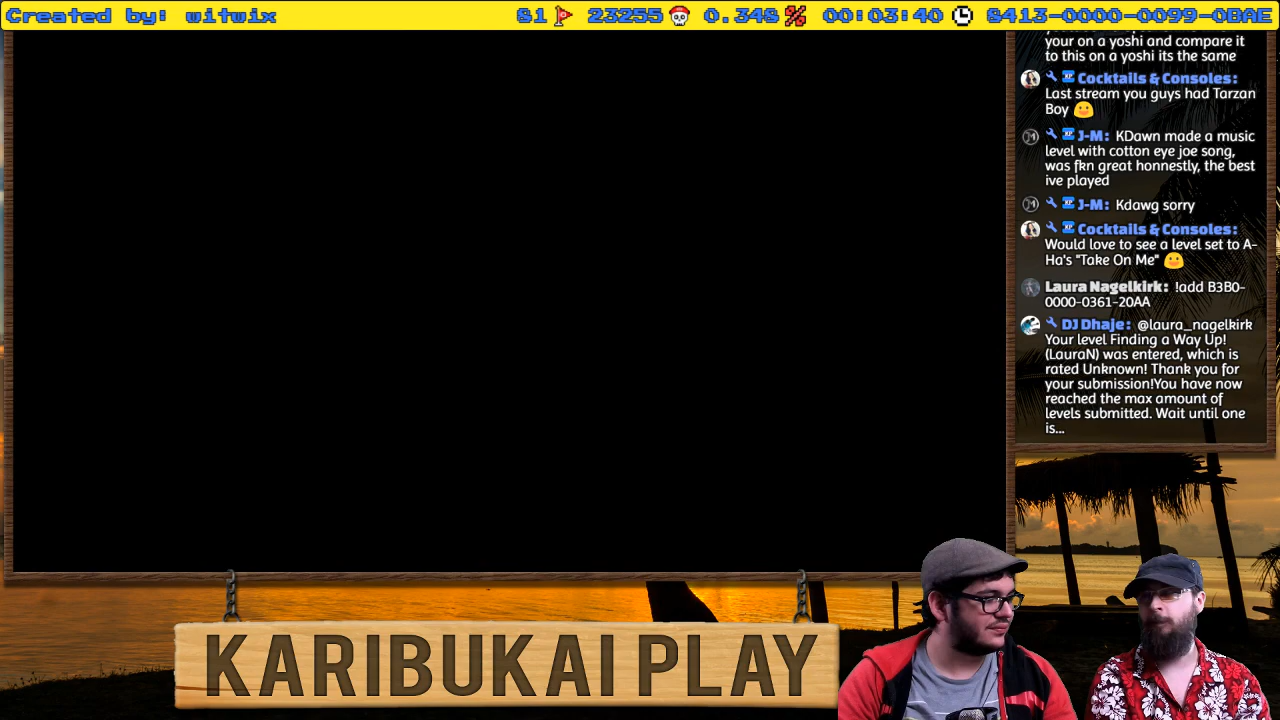 Created by: witwix 81 23255 0.348% 00:03:40 8413-0000-0099-0BAE
your on a yoshi and compare it
to this on a yoshi its the same
Cocktails & Consoles:
Last stream you guys had Tarzan
Boy
J-M: KDawn made a music
level with cotton eye joe song,
was fkn great honnestly, the best
ive played
J-M: Kdawg sorry
Cocktails & Consoles:
Would love to see a level set to A-
Ha's "Take On Me"
Laura Nagelkirk: !add B3B0-
0000-0361-20AA
DJ Dhaje: @laura_nagelkirk
Your level Finding a Way Up!
(LauraN) was entered, which is
rated Unknown! Thank you for
your submission!You have now
reached the max amount of
levels submitted. Wait until one
is...
KARIBUKAI PLAY